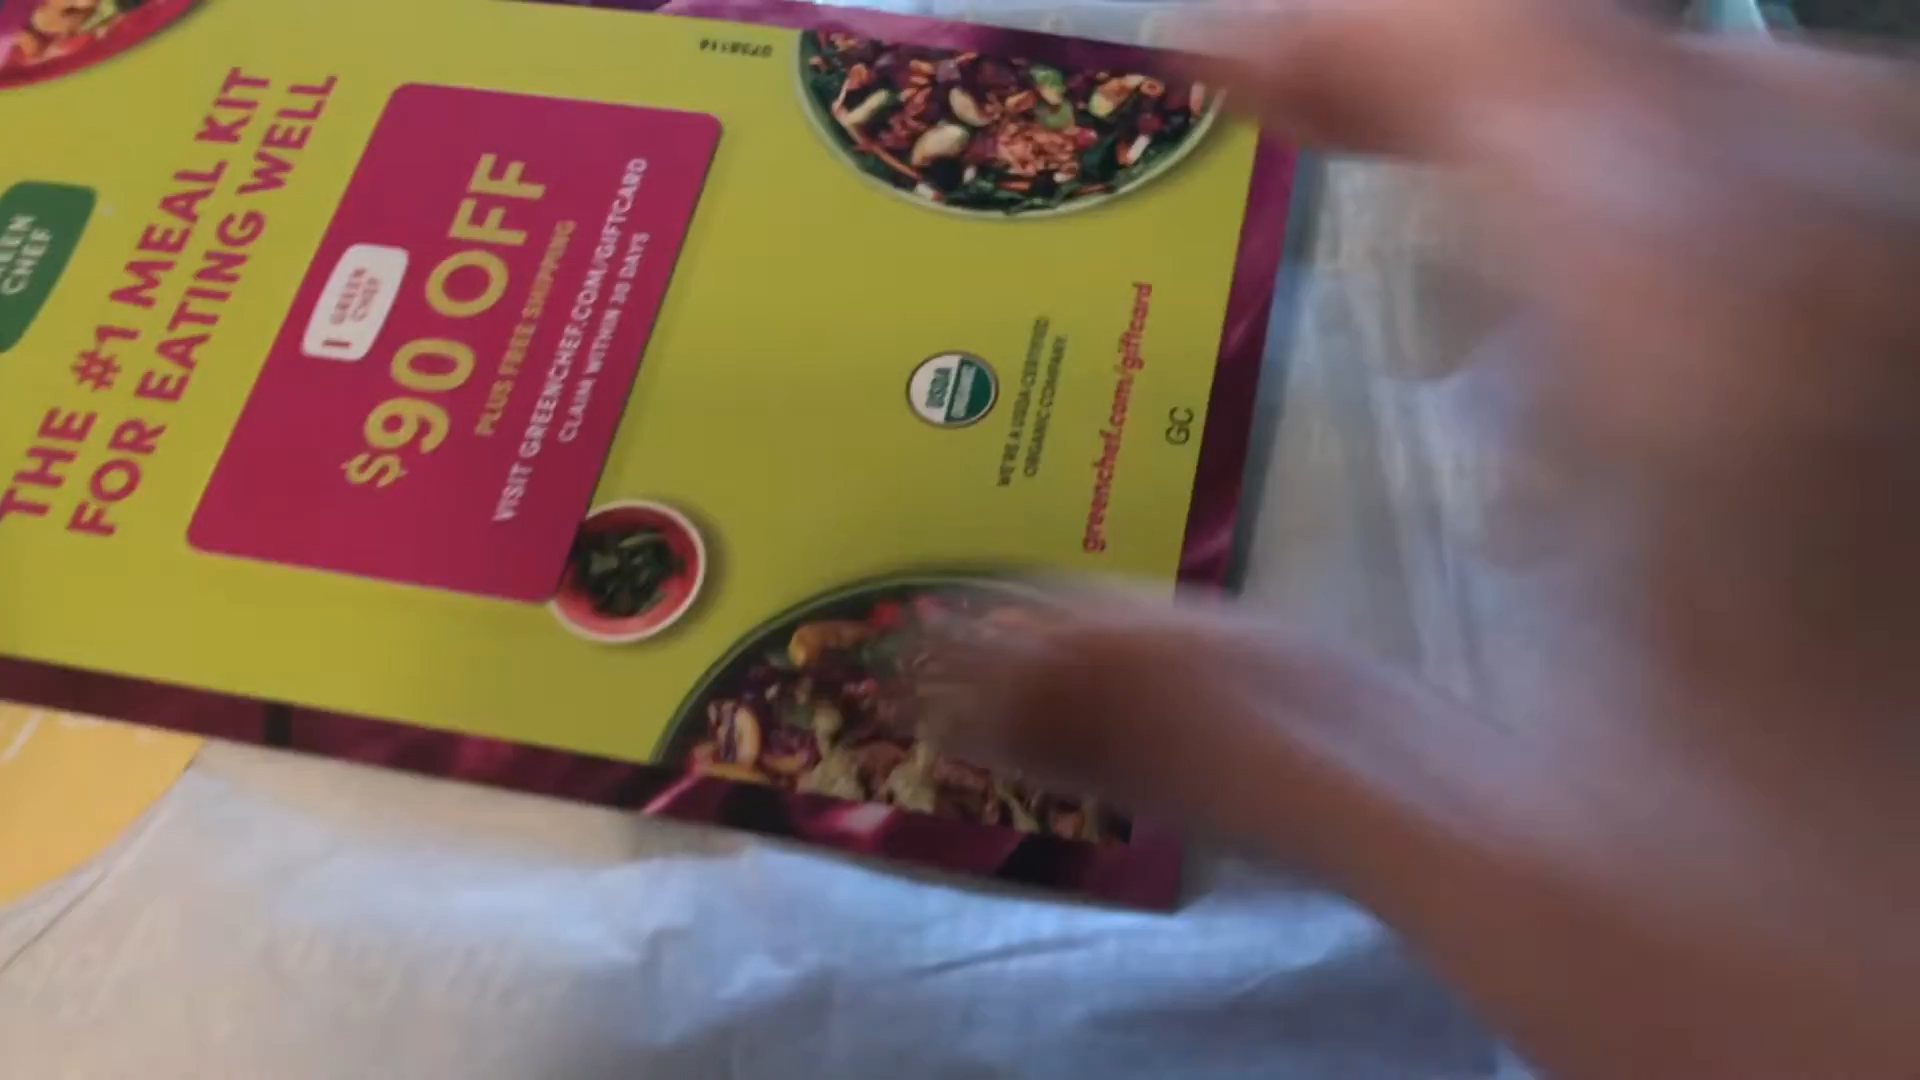 THE #1 MEAL KIT
FOR EATING WELL
GREEN
CHEF
$90 OFF
PLUS FREE SHIPPING
VISIT GREENCHEF.COM/GIFTCARD
CLAIM WITHIN 30 DAYS
CHEF
USDA
ORGANIC
WE'RE A USDA CERTIFIED
ORGANIC COMPANY.
greenchef.com/giftcard
GC